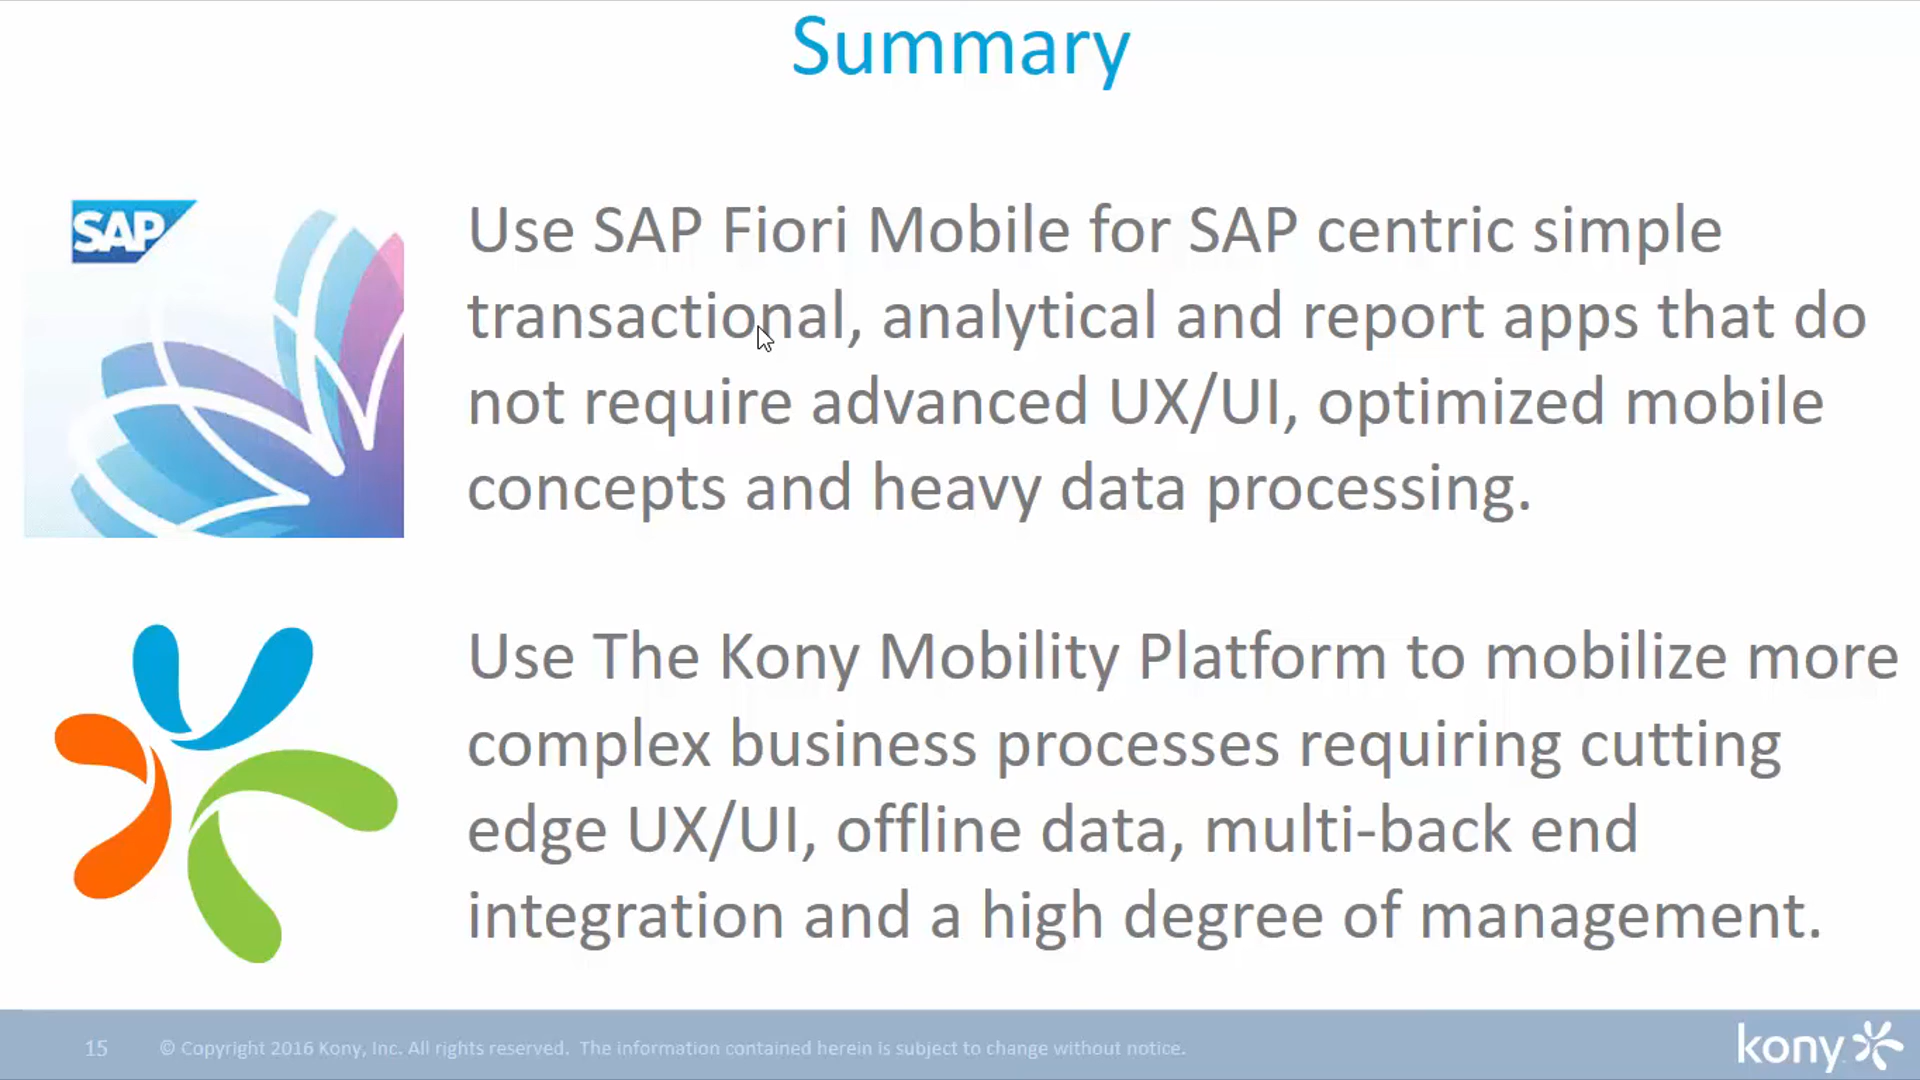 Summary
SAP
Use SAP Fiori Mobile for SAP centric simple
transactional, analytical and report apps that do
not require advanced UX/UI, optimized mobile
concepts and heavy data processing.
Use The Kony Mobility Platform to mobilize more
complex business processes requiring cutting
edge UX/UI, offline data, multi-back end
integration and a high degree of management.
15 © Copyright 2016 Kony, Inc. All rights reserved. The information contained herein is subject to change without notice.
kony